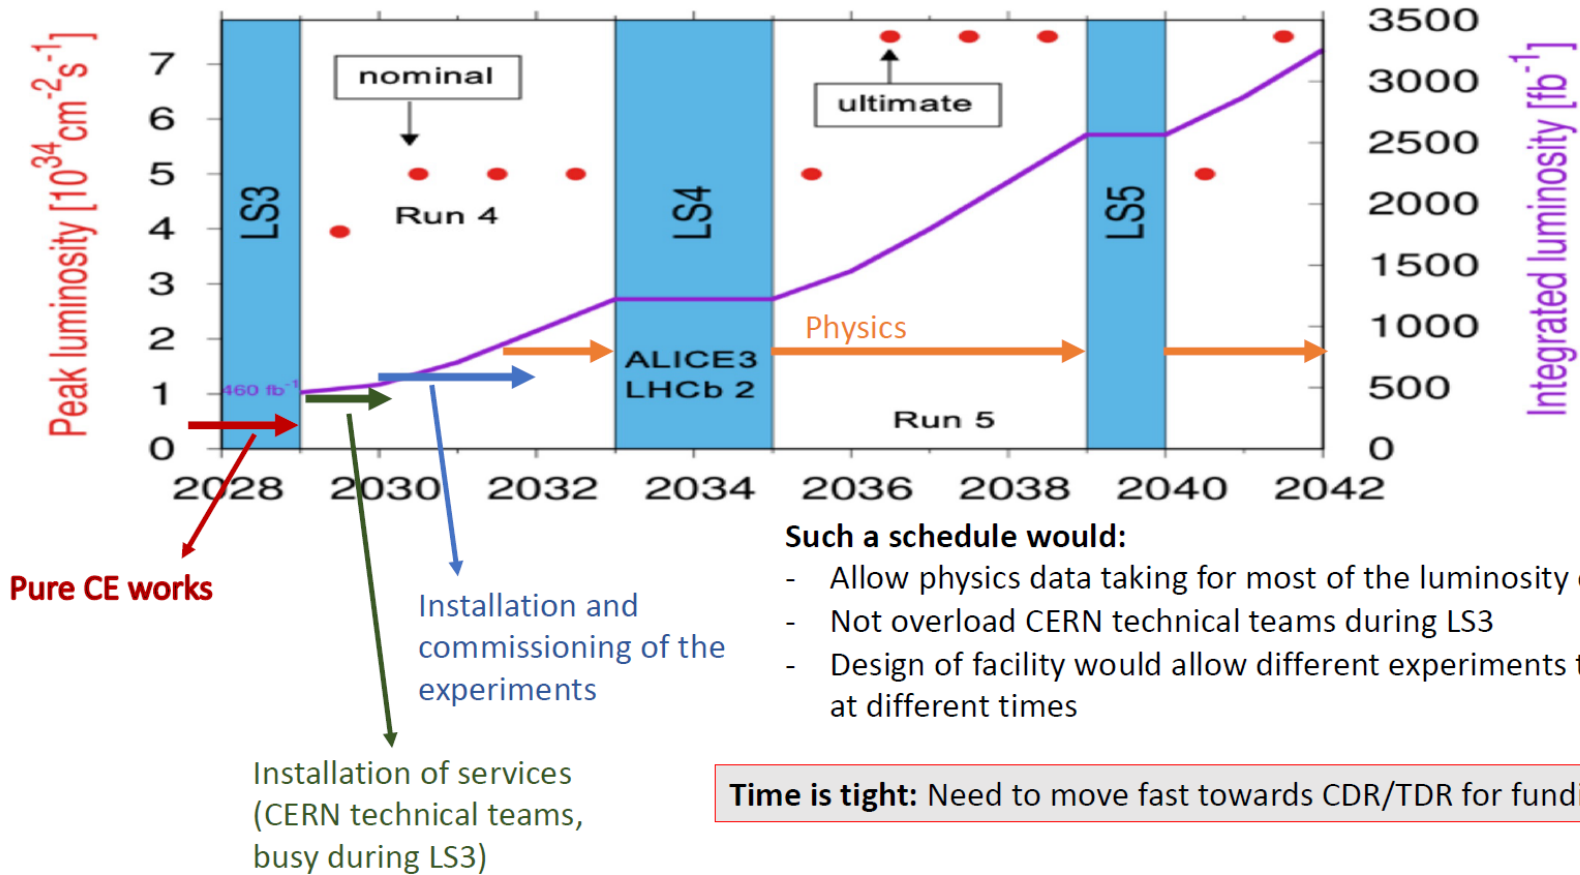 Peak luminosity [10^34 cm^-2 s^-1]
7
6
5
4
3
2
1
0
3500
3000
2500
2000
1500
1000
500
0
Integrated luminosity [fb^-1]
nominal
ultimate
LS3
Run 4
LS4
LS5
Physics
ALICE3
LHCb 2
460 fb^-1
Run 5
2028 2030 2032 2034 2036 2038 2040 2042
Pure CE works
Installation and
commissioning of the
experiments
Installation of services
(CERN technical teams,
busy during LS3)
Such a schedule would:
- Allow physics data taking for most of the luminosity
- Not overload CERN technical teams during LS3
- Design of facility would allow different experiments
at different times
Time is tight: Need to move fast towards CDR/TDR for